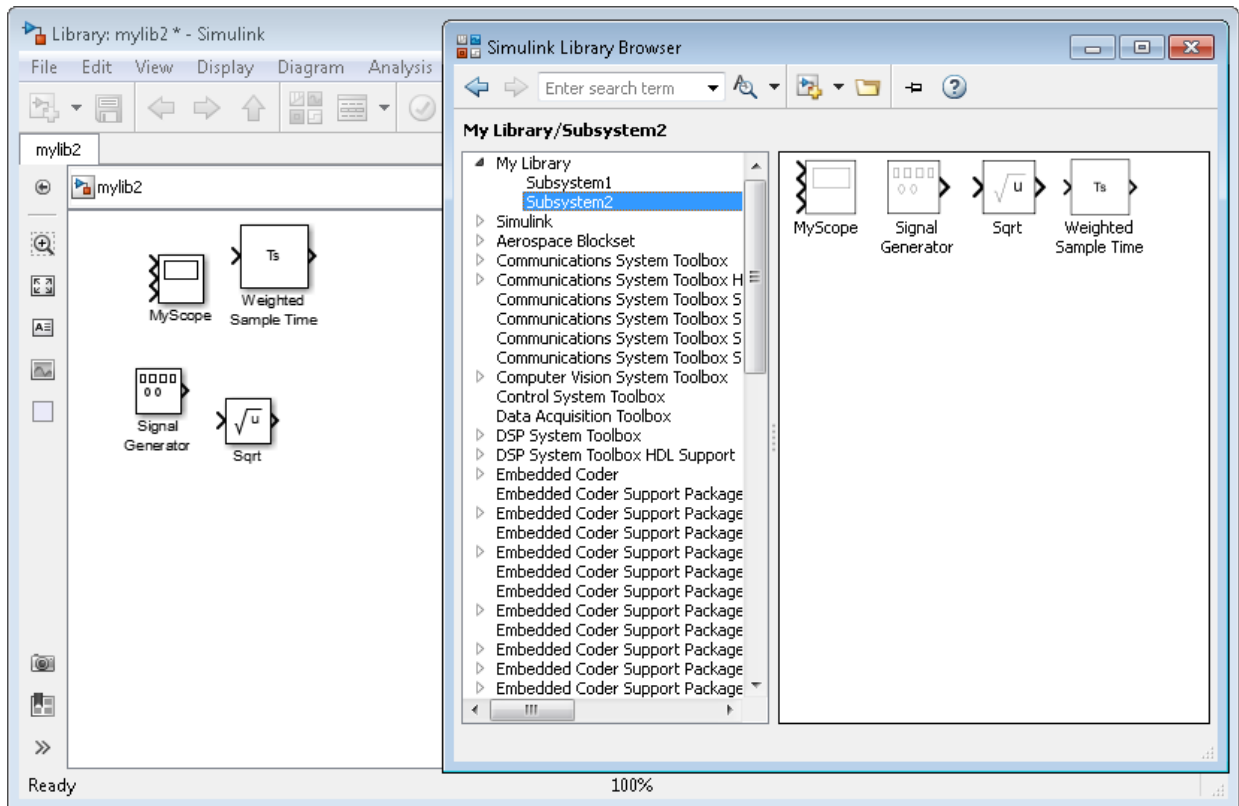 Library: mylib2 * - Simulink
File Edit View Display Diagram Analysis
mylib2
mylib2
Ts
MyScope
Weighted
Sample Time
Signal
Generator
√u
Sqrt
Ready
100%
Simulink Library Browser
Enter search term
My Library/Subsystem2
My Library
Subsystem1
Subsystem2
Simulink
Aerospace Blockset
Communications System Toolbox
Communications System Toolbox H
Communications System Toolbox S
Communications System Toolbox S
Communications System Toolbox S
Communications System Toolbox S
Computer Vision System Toolbox
Control System Toolbox
Data Acquisition Toolbox
DSP System Toolbox
DSP System Toolbox HDL Support
Embedded Coder
Embedded Coder Support Package
Embedded Coder Support Package
Embedded Coder Support Package
Embedded Coder Support Package
Embedded Coder Support Package
Embedded Coder Support Package
Embedded Coder Support Package
Embedded Coder Support Package
Embedded Coder Support Package
Embedded Coder Support Package
Embedded Coder Support Package
MyScope
Signal
Generator
√u
Sqrt
Ts
Weighted
Sample Time